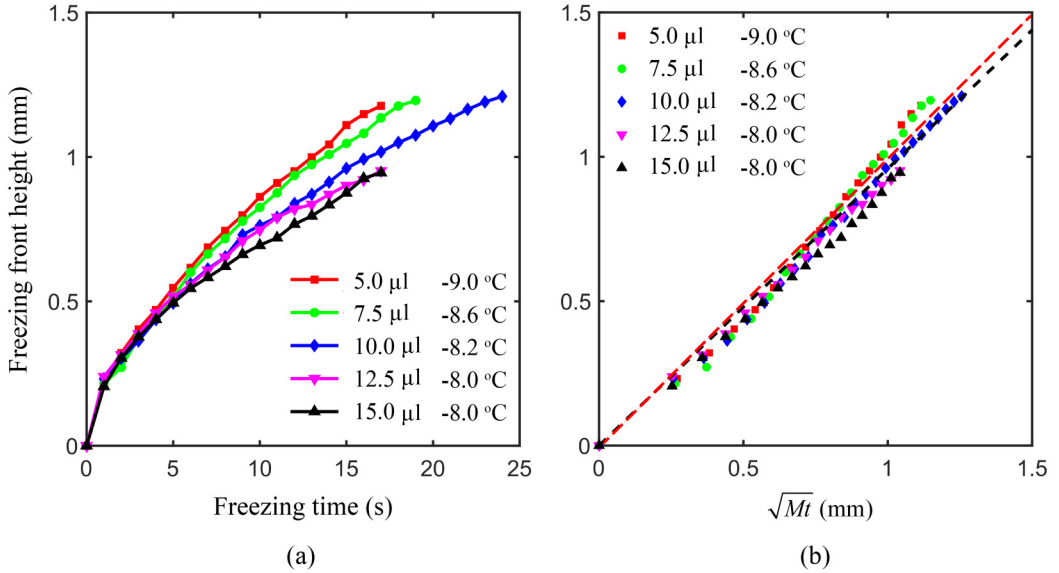 1.5
1
0.5
0
0
5
10
15
20
25
Freezing front height (mm)
Freezing time (s)
5.0 µl -9.0 °C
7.5 µl -8.6 °C
10.0 µl -8.2 °C
12.5 µl -8.0 °C
15.0 µl -8.0 °C
(a)
1.5
1
0.5
0
0
0.5
1
1.5
√Mt (mm)
5.0 µl -9.0 °C
7.5 µl -8.6 °C
10.0 µl -8.2 °C
12.5 µl -8.0 °C
15.0 µl -8.0 °C
(b)